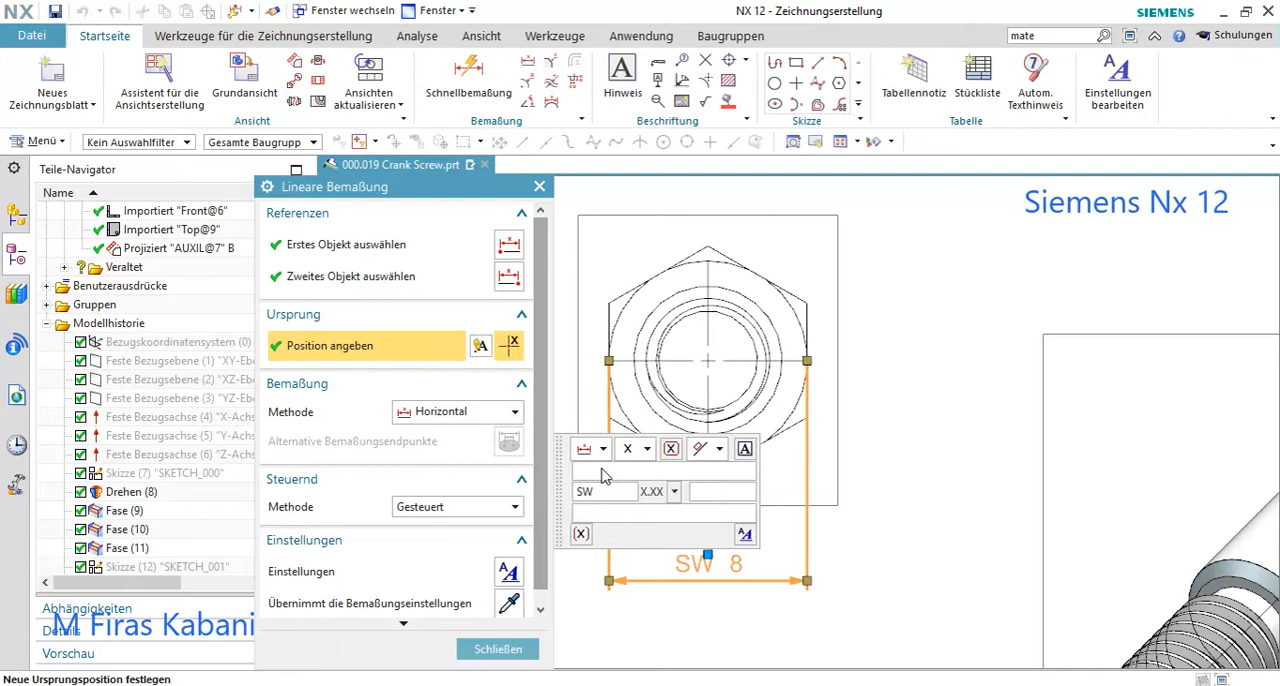 NX
Fenster wechseln
Fenster
NX 12 - Zeichnungserstellung
SIEMENS
Datei
Startseite
Werkzeuge für die Zeichnungserstellung
Analyse
Ansicht
Werkzeuge
Anwendung
Baugruppen
mate
Schulungen
Neues
Zeichnungsblatt
Assistent für die
Ansichtserstellung
Grundansicht
Ansichten
aktualisieren
Ansicht
Schnellbemaßung
Bemaßung
Hinweis
Beschriftung
Skizze
Tabellennotiz
Stückliste
Autom.
Texthinweis
Tabelle
Einstellungen
bearbeiten
Menü
Kein Auswahlfilter
Gesamte Baugrupp
Teile-Navigator
000.019 Crank Screw.prt
Name
Importiert "Front@6"
Importiert "Top@9"
Projiziert "AUXIL@7" B
Veraltet
Benutzerausdrücke
Gruppen
Modellhistorie
Bezugskoordinatensystem (0)
Feste Bezugsebene (1) "XY-Ebe
Feste Bezugsebene (2) "XZ-Ebe
Feste Bezugsebene (3) "YZ-Ebe
Feste Bezugsachse (4) "X-Achs
Feste Bezugsachse (5) "Y-Achs
Feste Bezugsachse (6) "Z-Achs
Skizze (7) "SKETCH_000"
Drehen (8)
Fase (9)
Fase (10)
Fase (11)
Skizze (12) "SKETCH_001"
Abhängigkeiten
Details
M Firas Kabani
Vorschau
Lineare Bemaßung
Referenzen
Erstes Objekt auswählen
Zweites Objekt auswählen
Ursprung
Position angeben
Bemaßung
Methode
Horizontal
Alternative Bemaßungsendpunkte
Steuernd
Methode
Gesteuert
Einstellungen
Einstellungen
Übernimmt die Bemaßungseinstellungen
Schließen
Siemens Nx 12
X
(X)
A
SW
X.XX
(X)
SW 8
Neue Ursprungsposition festlegen